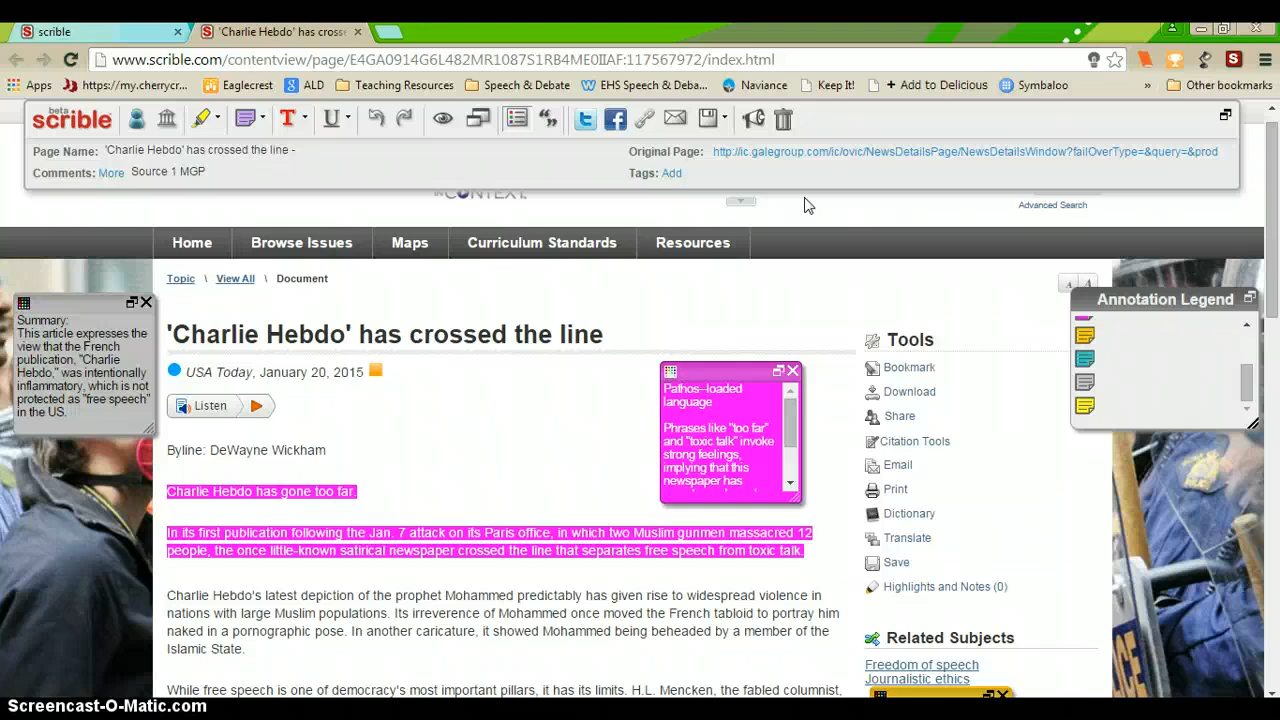 scrible
'Charlie Hebdo' has cross
www.scrible.com/contentview/page/E4GA0914G6L482MR1087S1RB4ME0IIAF:117567972/index.html
Apps
https://my.cherrycr...
Eaglecrest
ALD
Teaching Resources
Speech & Debate
EHS Speech & Deba...
Naviance
Keep It!
+ Add to Delicious
Symbaloo
»
Other bookmarks
beta
scrible
Page Name: 'Charlie Hebdo' has crossed the line -
Original Page: http://ic.galegroup.com/ic/ovic/NewsDetailsPage/NewsDetailsWindow?failOverType=&query=&prod
Comments: More Source 1 MGP
Tags: Add
IN CONTEXT
Advanced Search
Home
Browse Issues
Maps
Curriculum Standards
Resources
Topic \ View All \ Document
A A
Summary:
This article expresses the
view that the French
publication, "Charlie
Hebdo," was intentionally
inflammatory, which is not
protected as "free speech"
in the US.
'Charlie Hebdo' has crossed the line
USA Today, January 20, 2015
Listen
Byline: DeWayne Wickham
Pathos--loaded
language
Phrases like "too far"
and "toxic talk" invoke
strong feelings,
implying that this
newspaper has
Charlie Hebdo has gone too far.
In its first publication following the Jan. 7 attack on its Paris office, in which two Muslim gunmen massacred 12
people, the once little-known satirical newspaper crossed the line that separates free speech from toxic talk.
Charlie Hebdo's latest depiction of the prophet Mohammed predictably has given rise to widespread violence in
nations with large Muslim populations. Its irreverence of Mohammed once moved the French tabloid to portray him
naked in a pornographic pose. In another caricature, it showed Mohammed being beheaded by a member of the
Islamic State.
While free speech is one of democracy's most important pillars, it has its limits. H.L. Mencken, the fabled columnist,
Tools
Bookmark
Download
Share
Citation Tools
Email
Print
Dictionary
Translate
Save
Highlights and Notes (0)
Related Subjects
Freedom of speech
Journalistic ethics
Annotation Legend
Screencast-O-Matic.com